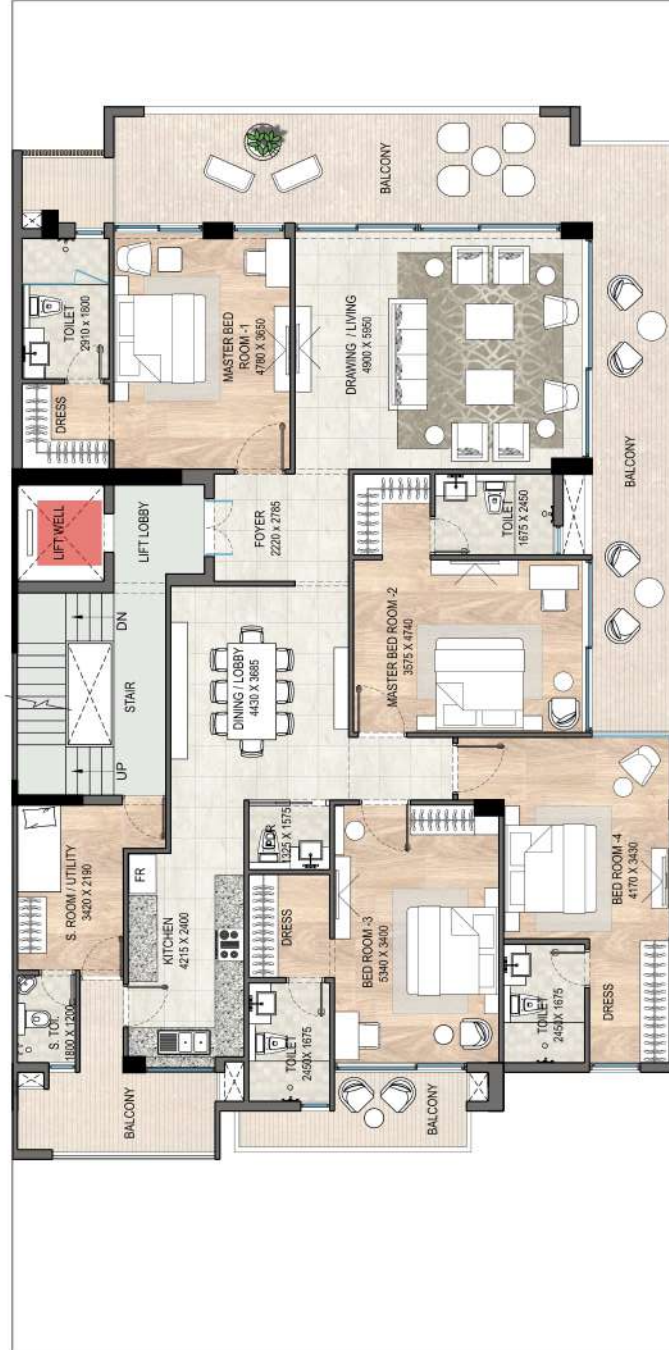 BALCONY
TOILET
2910 x 1800
MASTER BED
ROOM -1
4780 X 3650
DRAWING / LIVING
4900 X 5950
DRESS
LIFT WELL
LIFT LOBBY
FOYER
2220 x 2785
TOILET
1675 X 2450
BALCONY
DN
STAIR
UP
DINING / LOBBY
4430 X 3685
MASTER BED ROOM -2
3575 X 4740
S. ROOM / UTILITY
3420 X 2190
FR
KITCHEN
4215 X 2400
PDR
1325 X 1575
DRESS
BED ROOM -3
5340 X 3400
BED ROOM -4
4170 X 3430
S. TOI.
1800 X 1200
TOILET
2450X 1675
TOILET
2450X 1675
DRESS
BALCONY
BALCONY